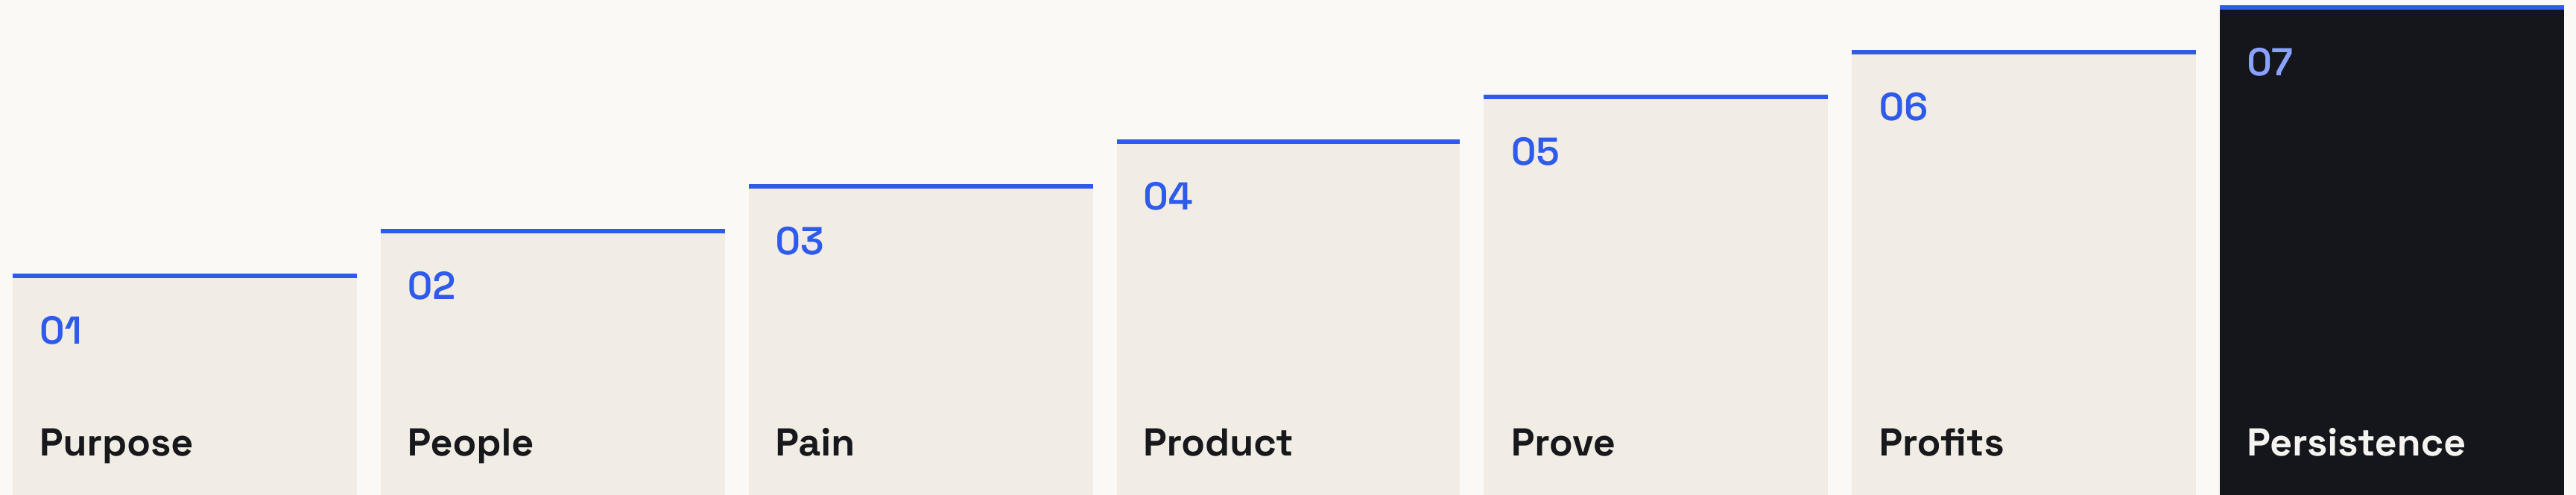 01
Purpose
02
People
03
Pain
04
Product
05
Prove
06
Profits
07
Persistence